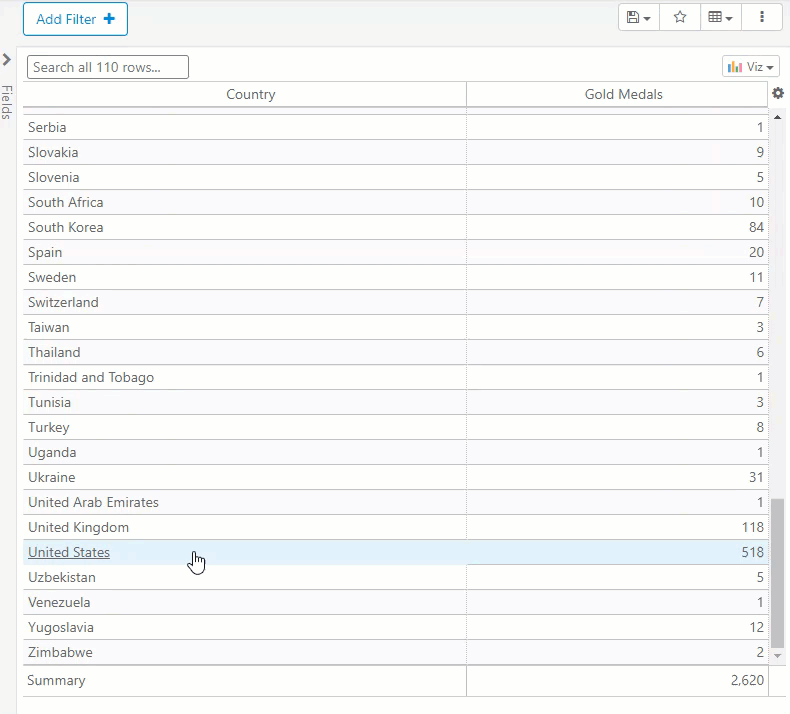 Add Filter +
Search all 110 rows...
Viz
Fields
Country Gold Medals
Serbia 1
Slovakia 9
Slovenia 5
South Africa 10
South Korea 84
Spain 20
Sweden 11
Switzerland 7
Taiwan 3
Thailand 6
Trinidad and Tobago 1
Tunisia 3
Turkey 8
Uganda 1
Ukraine 31
United Arab Emirates 1
United Kingdom 118
United States 518
Uzbekistan 5
Venezuela 1
Yugoslavia 12
Zimbabwe 2
Summary 2,620